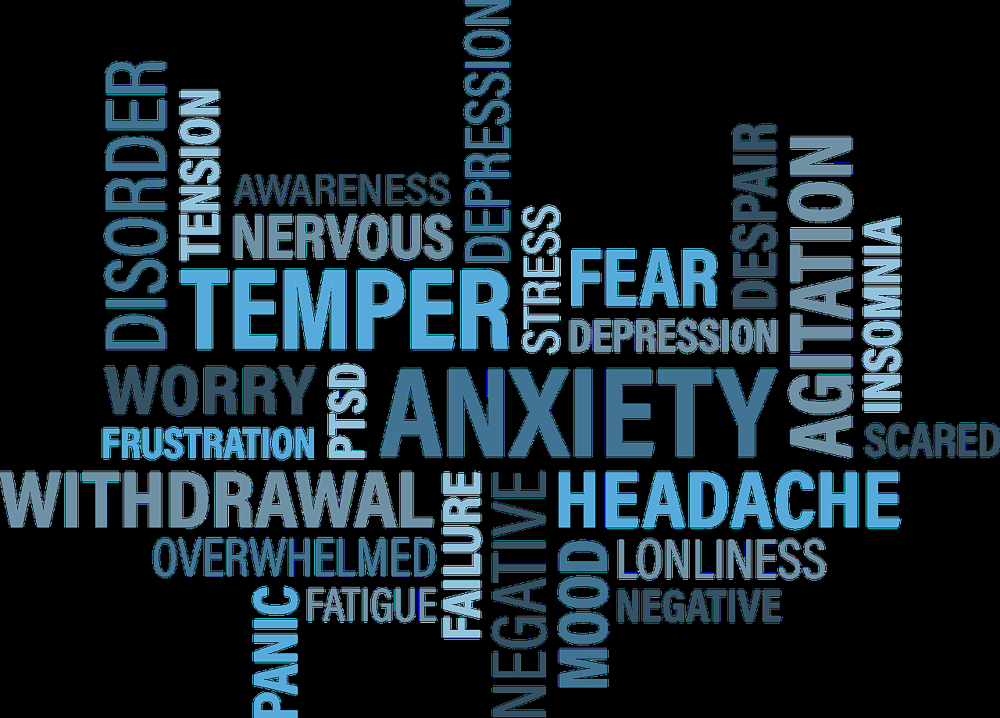 DEPRESSION
DISORDER
TENSION
AWARENESS
NERVOUS
TEMPER
STRESS
FEAR
DEPRESSION
DESPAIR
AGITATION
INSOMNIA
WORRY
FRUSTRATION
PTSD
ANXIETY
SCARED
WITHDRAWAL
FAILURE
NEGATIVE
HEADACHE
OVERWHELMED
MOOD
LONLINESS
PANIC
FATIGUE
NEGATIVE